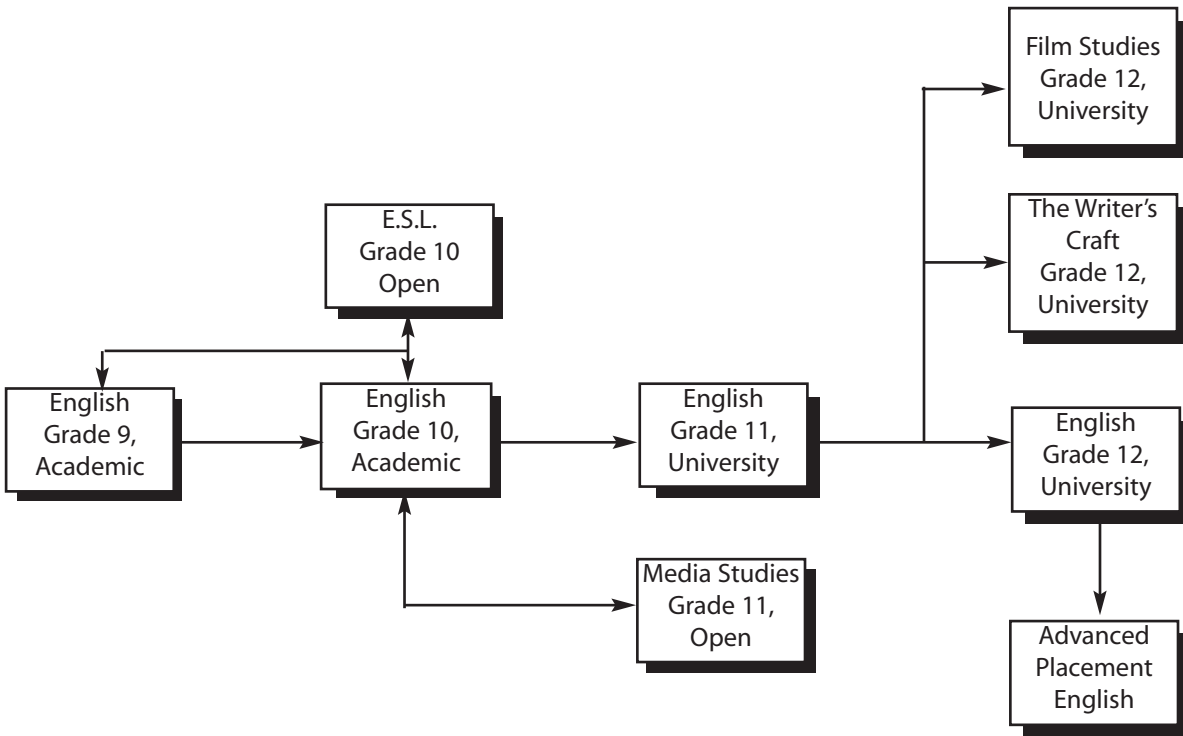 Film Studies
Grade 12,
University
E.S.L.
Grade 10
Open
The Writer’s
Craft
Grade 12,
University
English
Grade 9,
Academic
English
Grade 10,
Academic
English
Grade 11,
University
English
Grade 12,
University
Media Studies
Grade 11,
Open
Advanced
Placement
English